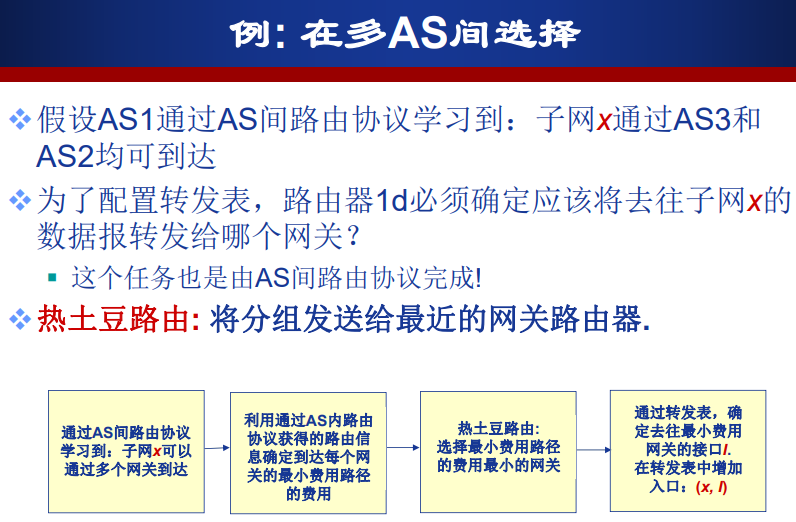 例: 在多AS间选择
假设AS1通过AS间路由协议学习到：子网x通过AS3和
AS2均可到达
为了配置转发表，路由器1d必须确定应该将去往子网x的
数据报转发给哪个网关？
这个任务也是由AS间路由协议完成!
热土豆路由: 将分组发送给最近的网关路由器.
通过AS间路由协议
学习到：子网x可以
通过多个网关到达
利用通过AS内路由
协议获得的路由信
息确定到达每个网
关的最小费用路径
的费用
热土豆路由:
选择最小费用路径
的费用最小的网关
通过转发表，确
定去往最小费用
网关的接口I.
在转发表中增加
入口：(x, I)